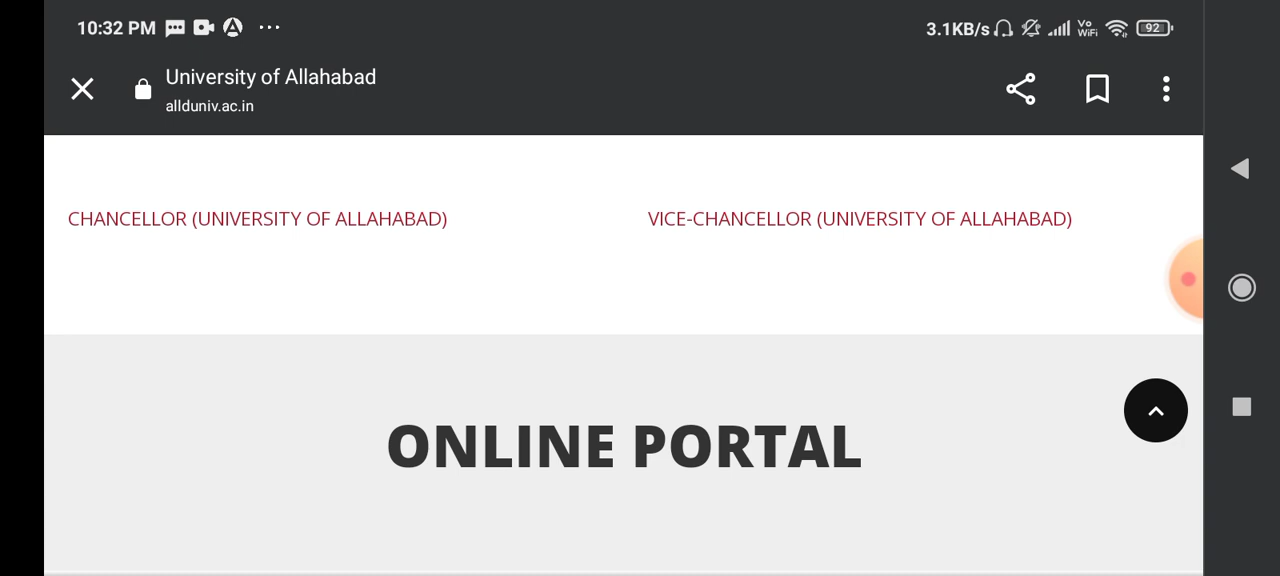 10:32 PM ... 3.1KB/s Vo WiFi 92
University of Allahabad
allduniv.ac.in
CHANCELLOR (UNIVERSITY OF ALLAHABAD) VICE-CHANCELLOR (UNIVERSITY OF ALLAHABAD)
ONLINE PORTAL